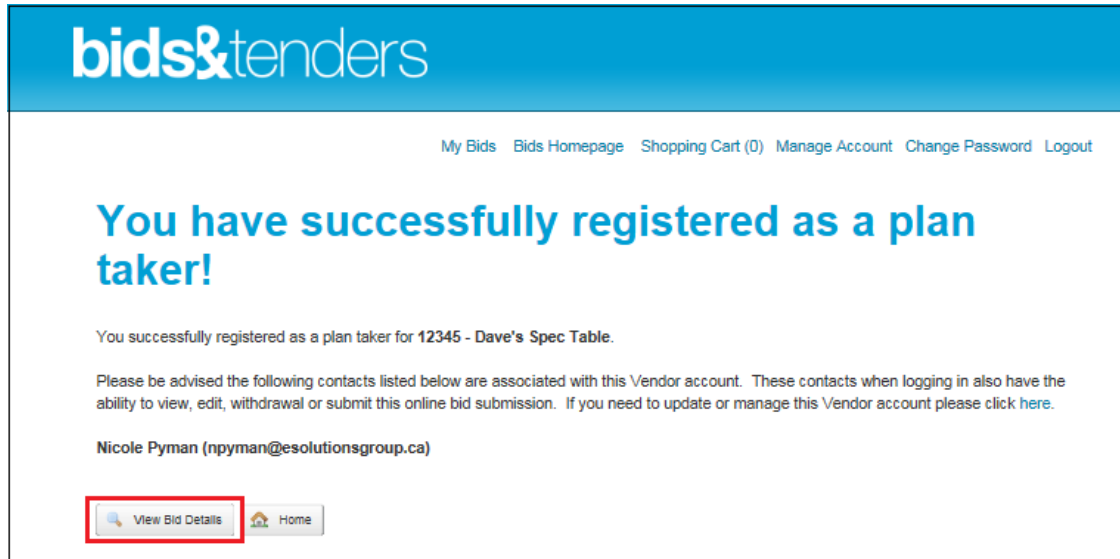 bids&tenders
My Bids Bids Homepage Shopping Cart (0) Manage Account Change Password Logout
You have successfully registered as a plan
taker!
You successfully registered as a plan taker for 12345 - Dave's Spec Table.
Please be advised the following contacts listed below are associated with this Vendor account. These contacts when logging in also have the
ability to view, edit, withdrawal or submit this online bid submission. If you need to update or manage this Vendor account please click here.
Nicole Pyman (npyman@esolutionsgroup.ca)
View Bid Details Home